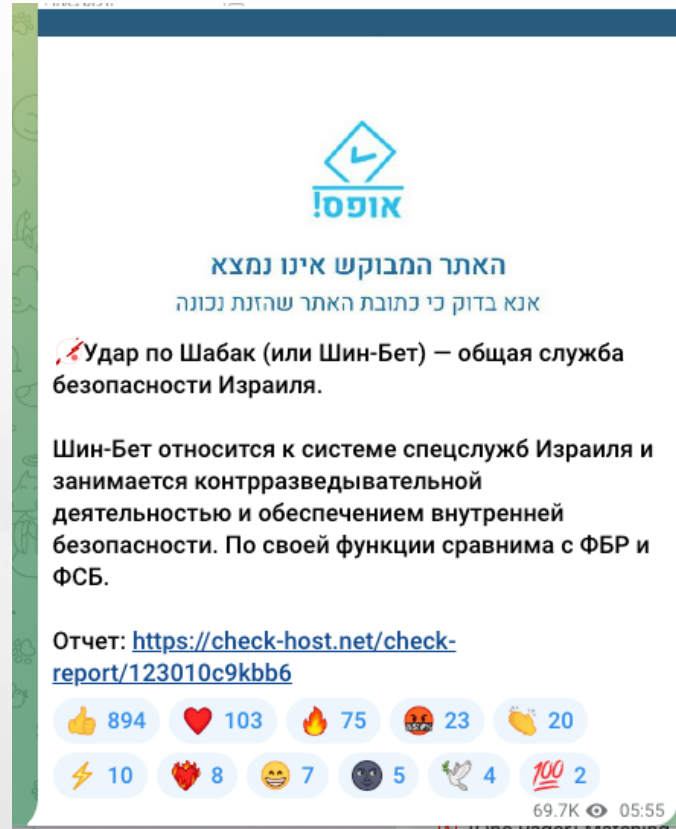 אופס!
האתר המבוקש אינו נמצא
אנא בדוק כי כתובת האתר שהזנת נכונה
Удар по Шабак (или Шин-Бет) — общая служба
безопасности Израиля.
Шин-Бет относится к системе спецслужб Израиля и
занимается контрразведывательной
деятельностью и обеспечением внутренней
безопасности. По своей функции сравнима с ФБР и
ФСБ.
Отчет: https://check-host.net/check-
report/123010c9kbb6
894 103 75 23 20
10 8 7 5 4 2
69.7K 05:55